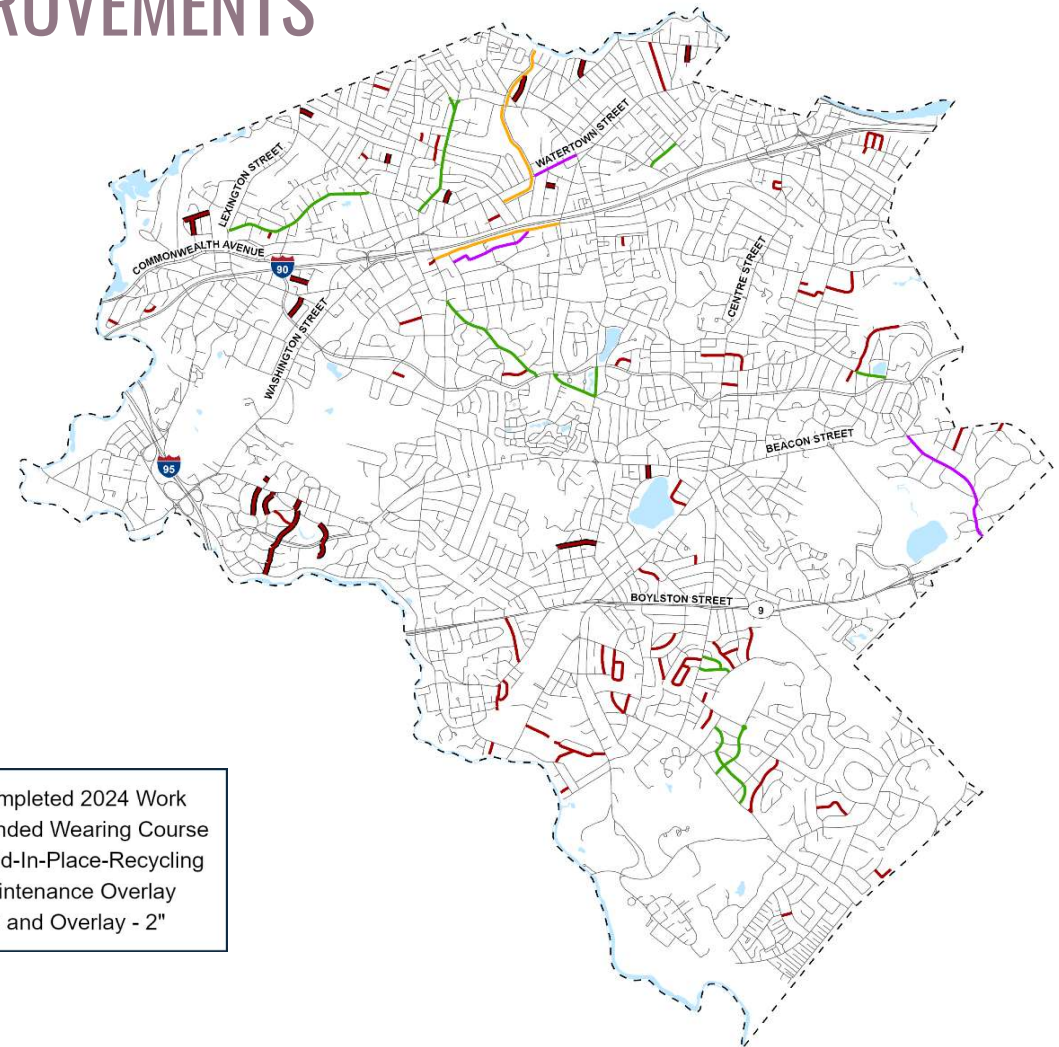 ROVEMENTS
WATERTOWN STREET
LEXINGTON STREET
COMMONWEALTH AVENUE
90
CENTRE STREET
WASHINGTON STREET
BEACON STREET
95
BOYLSTON STREET
9
mpleted 2024 Work
nded Wearing Course
d-In-Place-Recycling
intenance Overlay
and Overlay - 2"